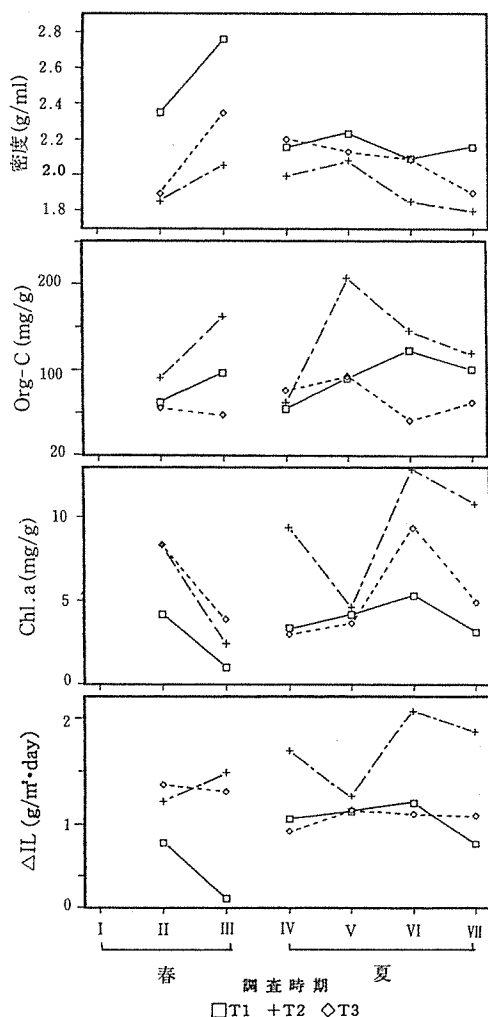 密度(g/ml)
2.8
2.6
2.4
2.2
2.0
1.8
Org-C (mg/g)
200
100
20
Chl.a (mg/g)
10
5
0
△IL (g/㎡•day)
2
1
0
I II III IV V VI VII
春 夏
調査時期
□T1 +T2 ◇T3